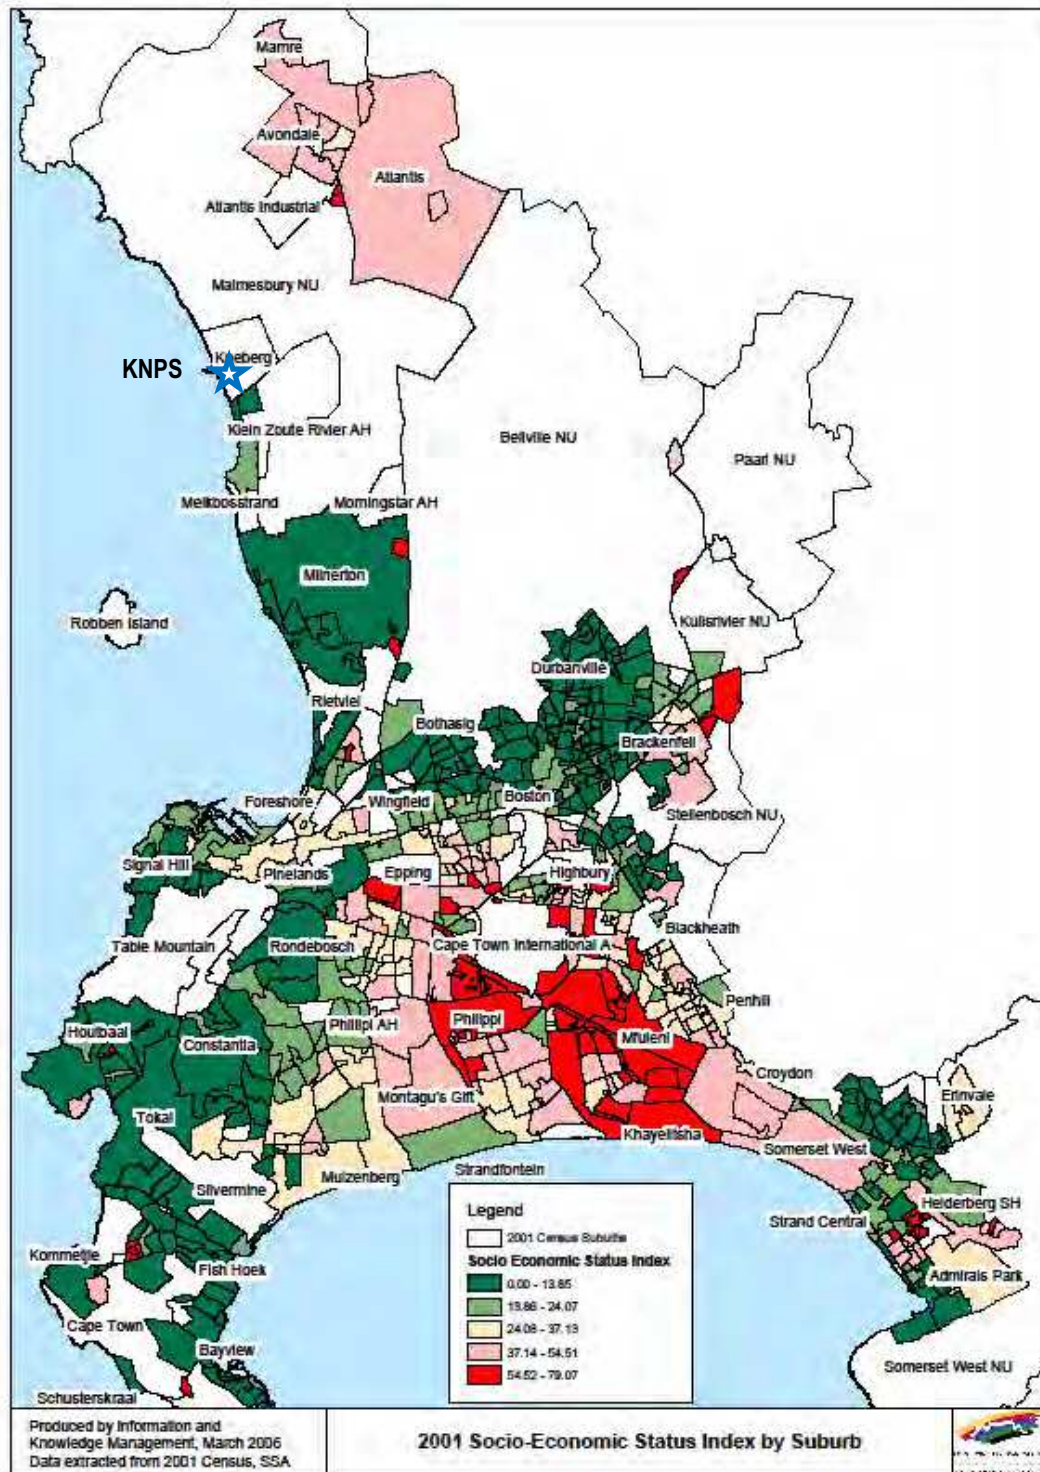 Mamre
Avondale
Atlantis
Atlantis Industrial
Malmesbury NU
Koeberg
KNPS
Klein Zoute Rivier AH
Bellville NU
Paarl NU
Melkbosstrand
Morningstar AH
Milnerton
Robben Island
Kuilsrivier NU
Durbanville
Rietvlei
Bothasig
Brackenfell
Foreshore
Wingfield
Boston
Stellenbosch NU
Signal Hill
Pinelands
Epping
Highbury
Blackheath
Table Mountain
Rondebosch
Cape Town International A
Penhill
Houtbaai
Constantia
Phillipi AH
Philippi
Mfuleni
Croydon
Montagu's Gift
Erinvale
Tokai
Khayelitsha
Somerset West
Muizenberg
Strandfontein
Silvermine
Helderberg SH
Strand Central
Kommetjie
Fish Hoek
Admirals Park
Cape Town
Bayview
Somerset West NU
Schusterskraal
Legend
2001 Census Suburbs
Socio Economic Status Index
0.00 - 13.85
13.86 - 24.07
24.08 - 37.13
37.14 - 54.51
54.52 - 79.07
Produced by Information and
Knowledge Management, March 2006
Data extracted from 2001 Census, SSA
2001 Socio-Economic Status Index by Suburb